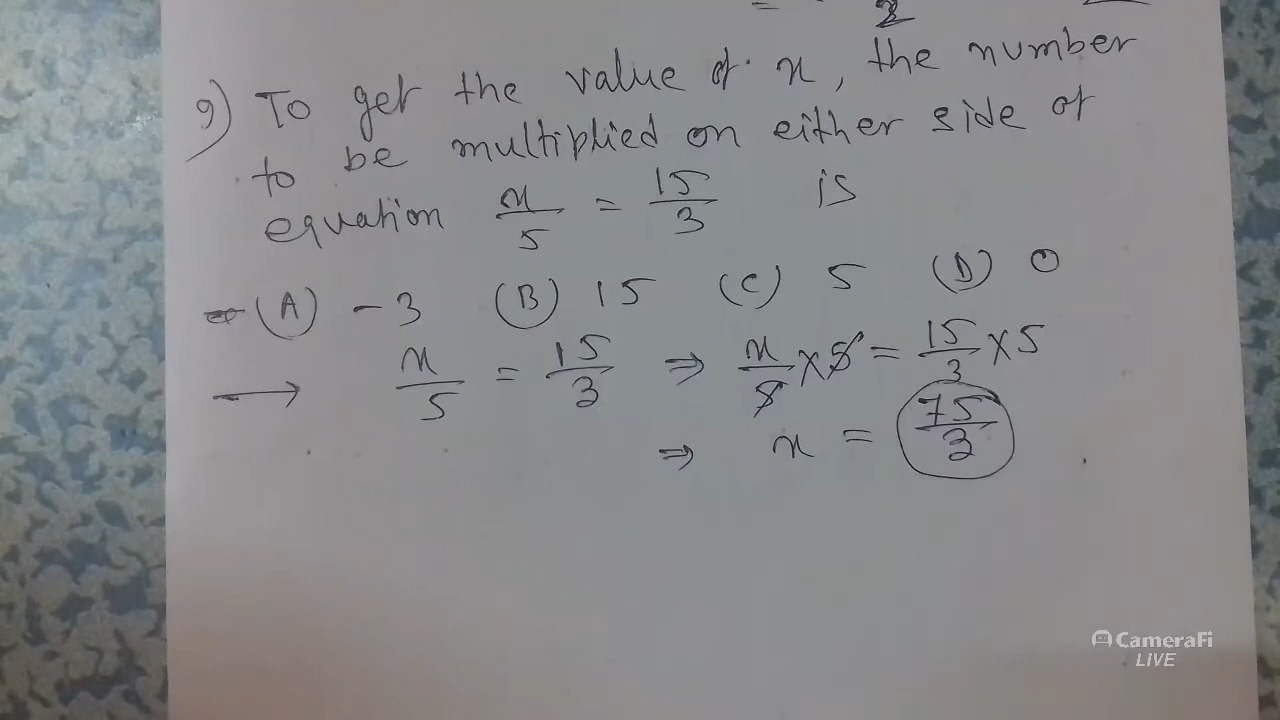 = 2
9) To get the value of x, the number
to be multiplied on either side of
equation x/5 = 15/3 is
(A) -3 (B) 15 (C) 5 (D) 0
→ x/5 = 15/3 ⇒ x/5 × 5 = 15/3 × 5
⇒ x = 75/3
CameraFi
LIVE